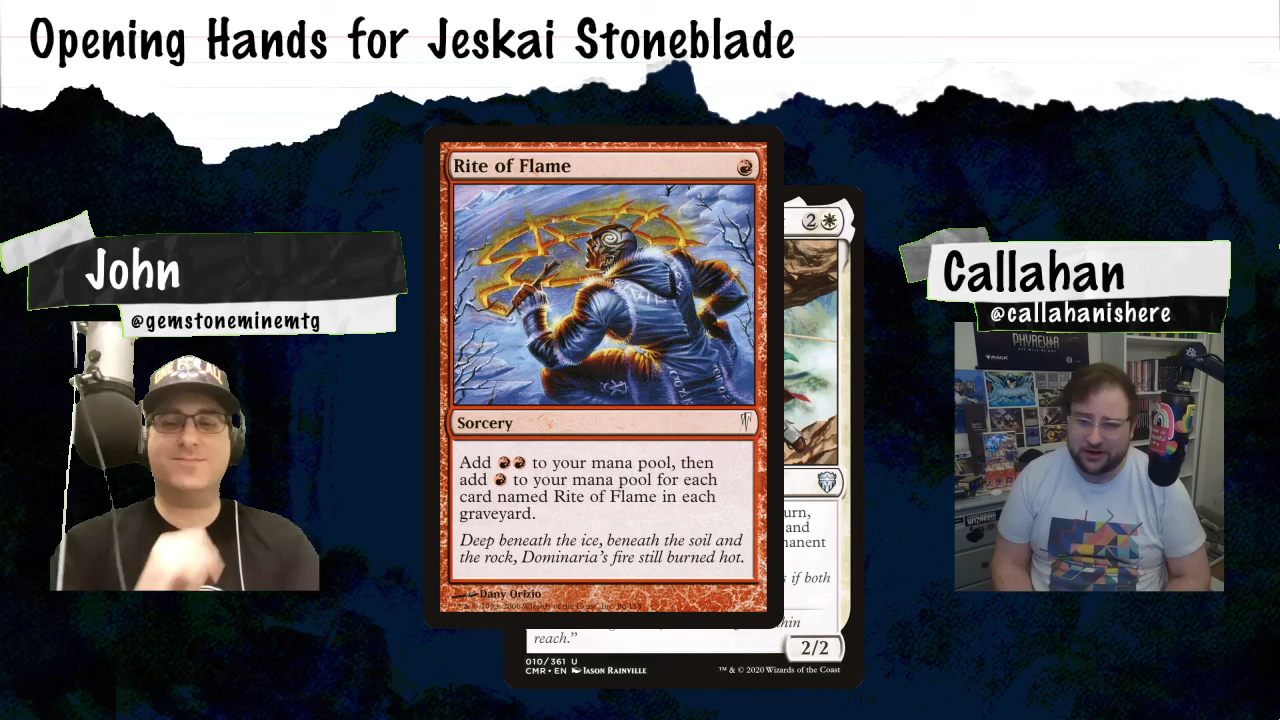 Opening Hands for Jeskai Stoneblade
John
@gemstoneminemtg
Callahan
@callahanishere
Rite of Flame
Sorcery
Add to your mana pool, then
add to your mana pool for each
card named Rite of Flame in each
graveyard.
Deep beneath the ice, beneath the soil and
the rock, Dominaria's fire still burned hot.
Dany Orizio
2
and
if both
reach."
2/2
010/361 U
CMR • EN Iason Rainville
™ & © 2020 Wizards of the Coast
PHYREXIA
MAGIC